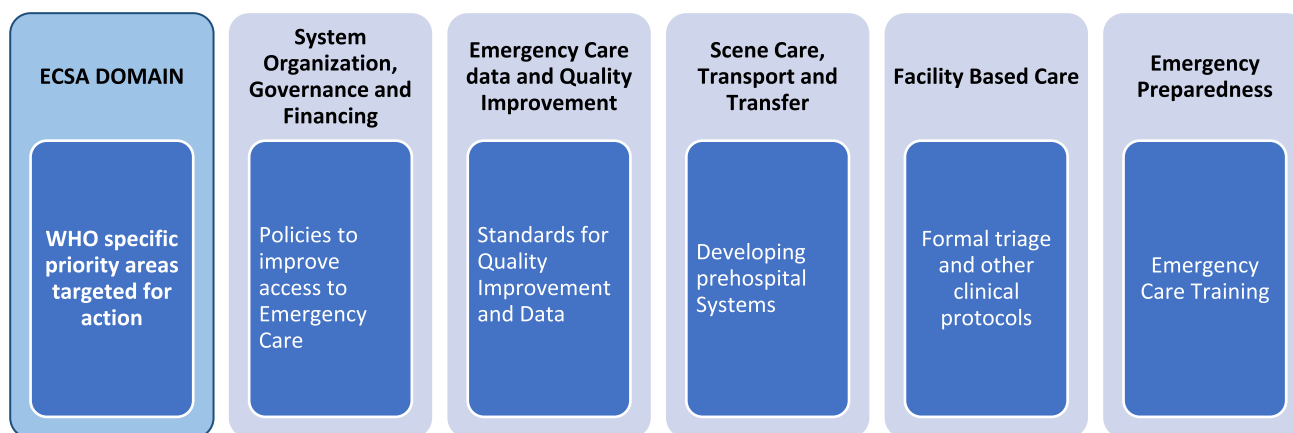 ECSA DOMAIN
WHO specific
priority areas
targeted for
action
System
Organization,
Governance and
Financing
Policies to
improve
access to
Emergency
Care
Emergency Care
data and Quality
Improvement
Standards for
Quality
Improvement
and Data
Scene Care,
Transport and
Transfer
Developing
prehospital
Systems
Facility Based Care
Formal triage
and other
clinical
protocols
Emergency
Preparedness
Emergency
Care Training